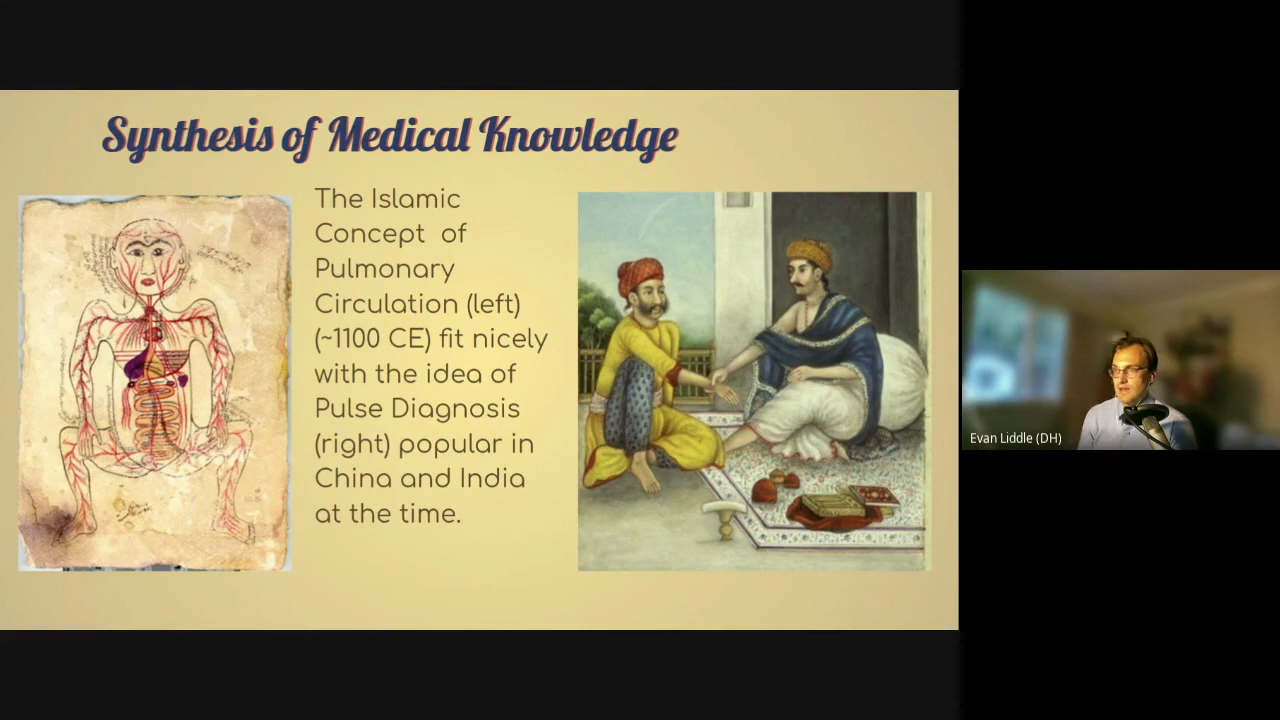 Synthesis of Medical Knowledge
The Islamic
Concept of
Pulmonary
Circulation (left)
(~1100 CE) fit nicely
with the idea of
Pulse Diagnosis
(right) popular in
China and India
at the time.
Evan Liddle (DH)